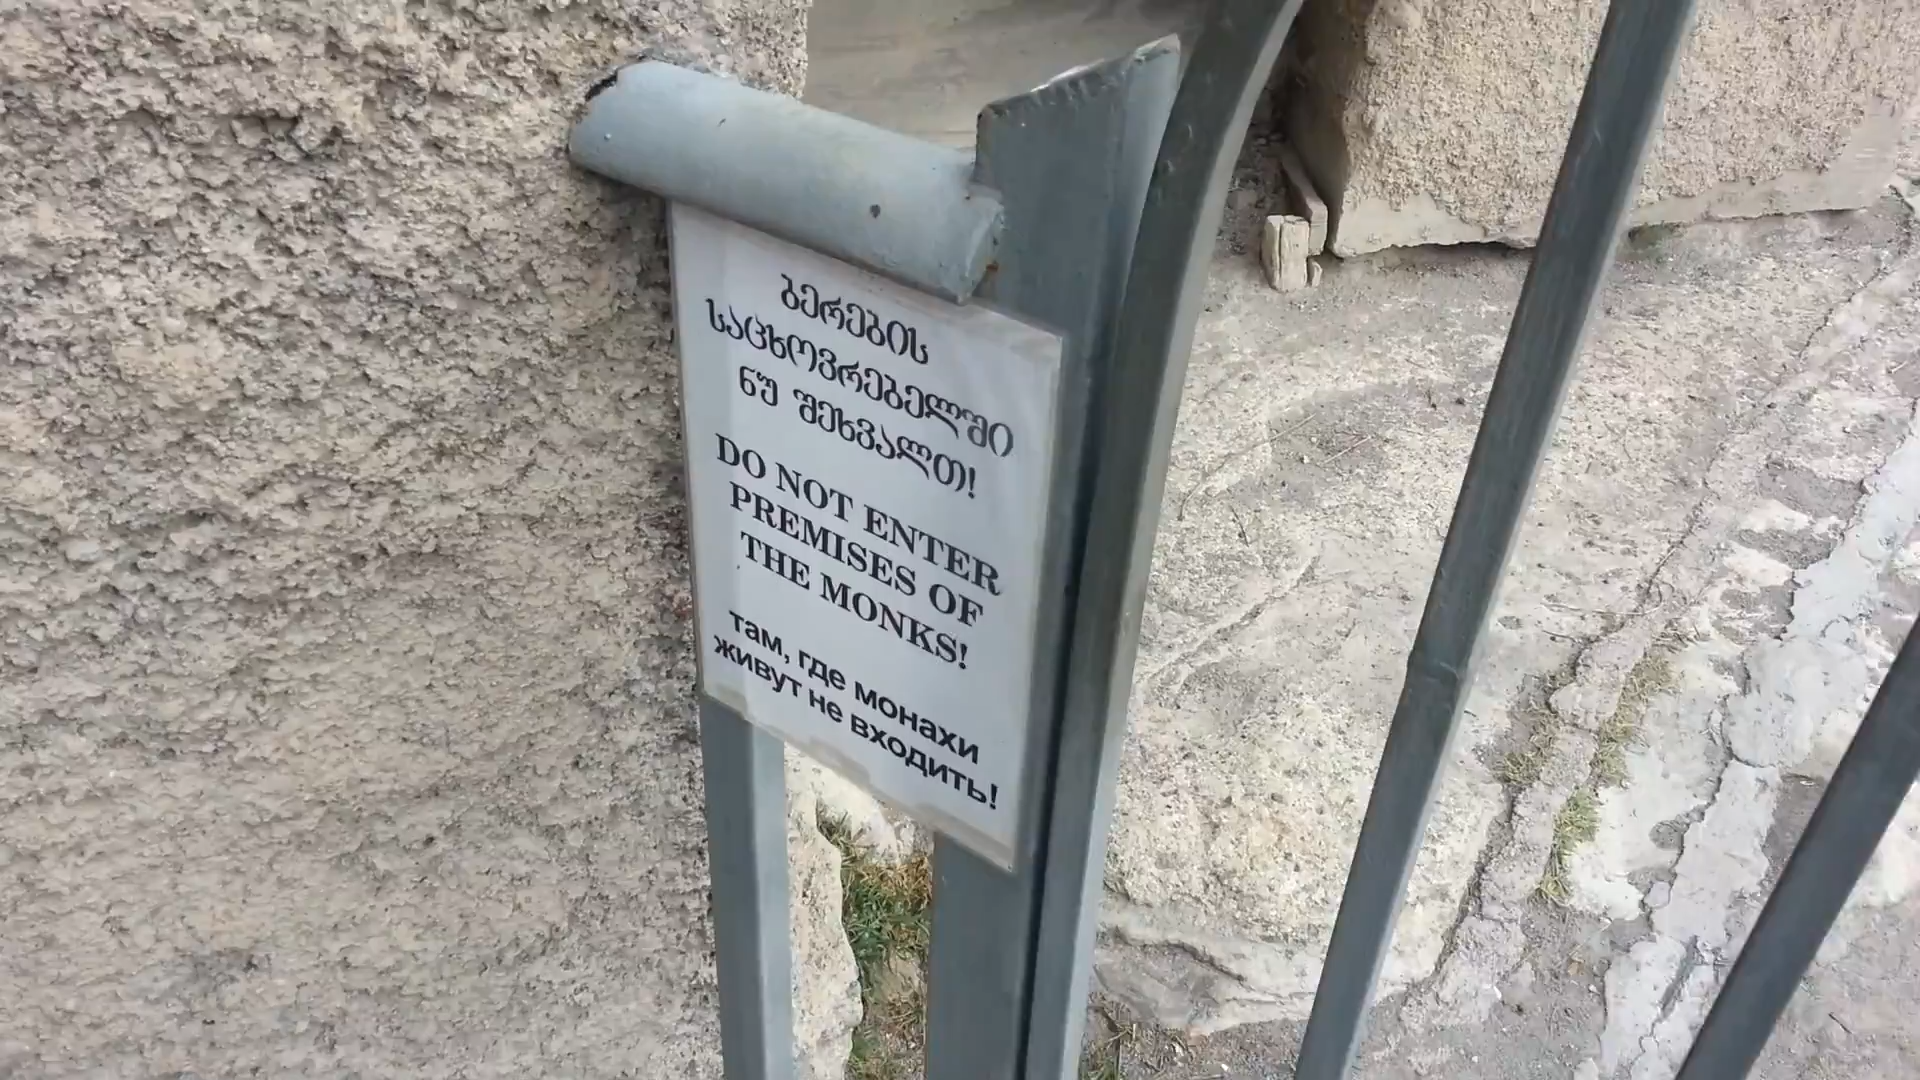 ბერების
საცხოვრებელში
ნუ შეხვალთ!
DO NOT ENTER
PREMISES OF
THE MONKS!
там, где монахи
живут не входить!